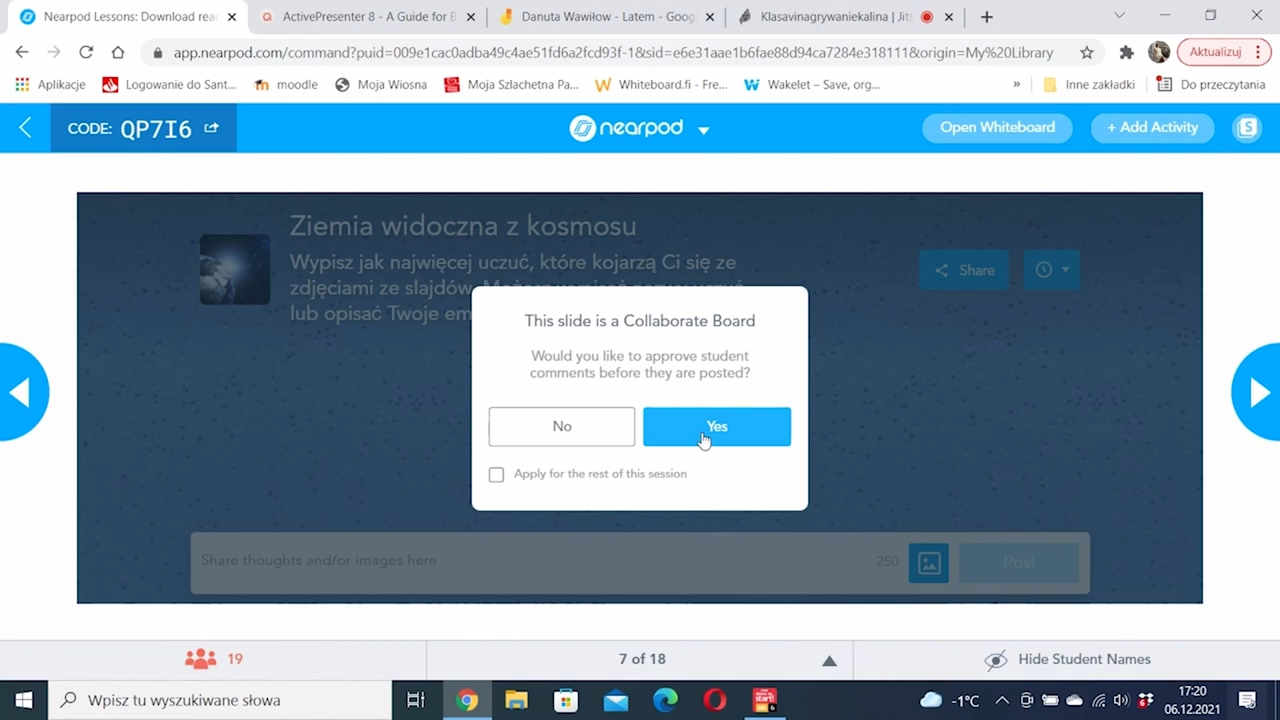 Nearpod Lessons: Download rea
ActivePresenter 8 - A Guide for B
Danuta Wawiłow - Latem - Goog
Klasavinagrywaniekalina | Jits
app.nearpod.com/command?puid=009e1cac0adba49c4ae51fd6a2fcd93f-1&sid=e6e31aae1b6fae88d94ca7284e318111&origin=My%20Library
Aktualizuj
Aplikacje
Logowanie do Sant...
moodle
Moja Wiosna
Moja Szlachetna Pa...
Whiteboard.fi - Fre...
Wakelet – Save, org...
»
Inne zakładki
Do przeczytania
CODE: QP7I6
nearpod
Open Whiteboard
+ Add Activity
S
Ziemia widoczna z kosmosu
Wypisz jak najwięcej uczuć, które kojarzą Ci się ze
zdjęciami ze slajdów.
lub opisać Twoje em
Share
This slide is a Collaborate Board
Would you like to approve student
comments before they are posted?
No
Yes
Apply for the rest of this session
Share thoughts and/or images here
250
Post
19
7 of 18
Hide Student Names
Wpisz tu wyszukiwane słowa
-1°C
17:20
06.12.2021